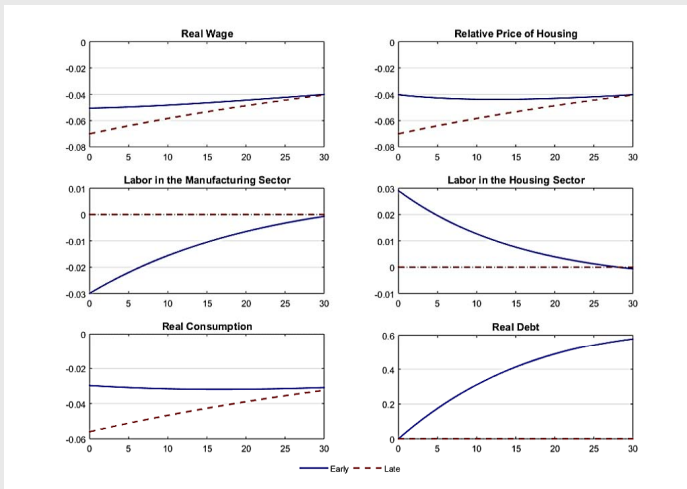 Real Wage
0
-0.02
-0.04
-0.06
-0.08
0 5 10 15 20 25 30
Relative Price of Housing
0
-0.02
-0.04
-0.06
-0.08
0 5 10 15 20 25 30
Labor in the Manufacturing Sector
0.01
0
-0.01
-0.02
-0.03
0 5 10 15 20 25 30
Labor in the Housing Sector
0.03
0.02
0.01
0
-0.01
0 5 10 15 20 25 30
Real Consumption
0
-0.02
-0.04
-0.06
0 5 10 15 20 25 30
Real Debt
0.6
0.4
0.2
0
0 5 10 15 20 25 30
Early Late